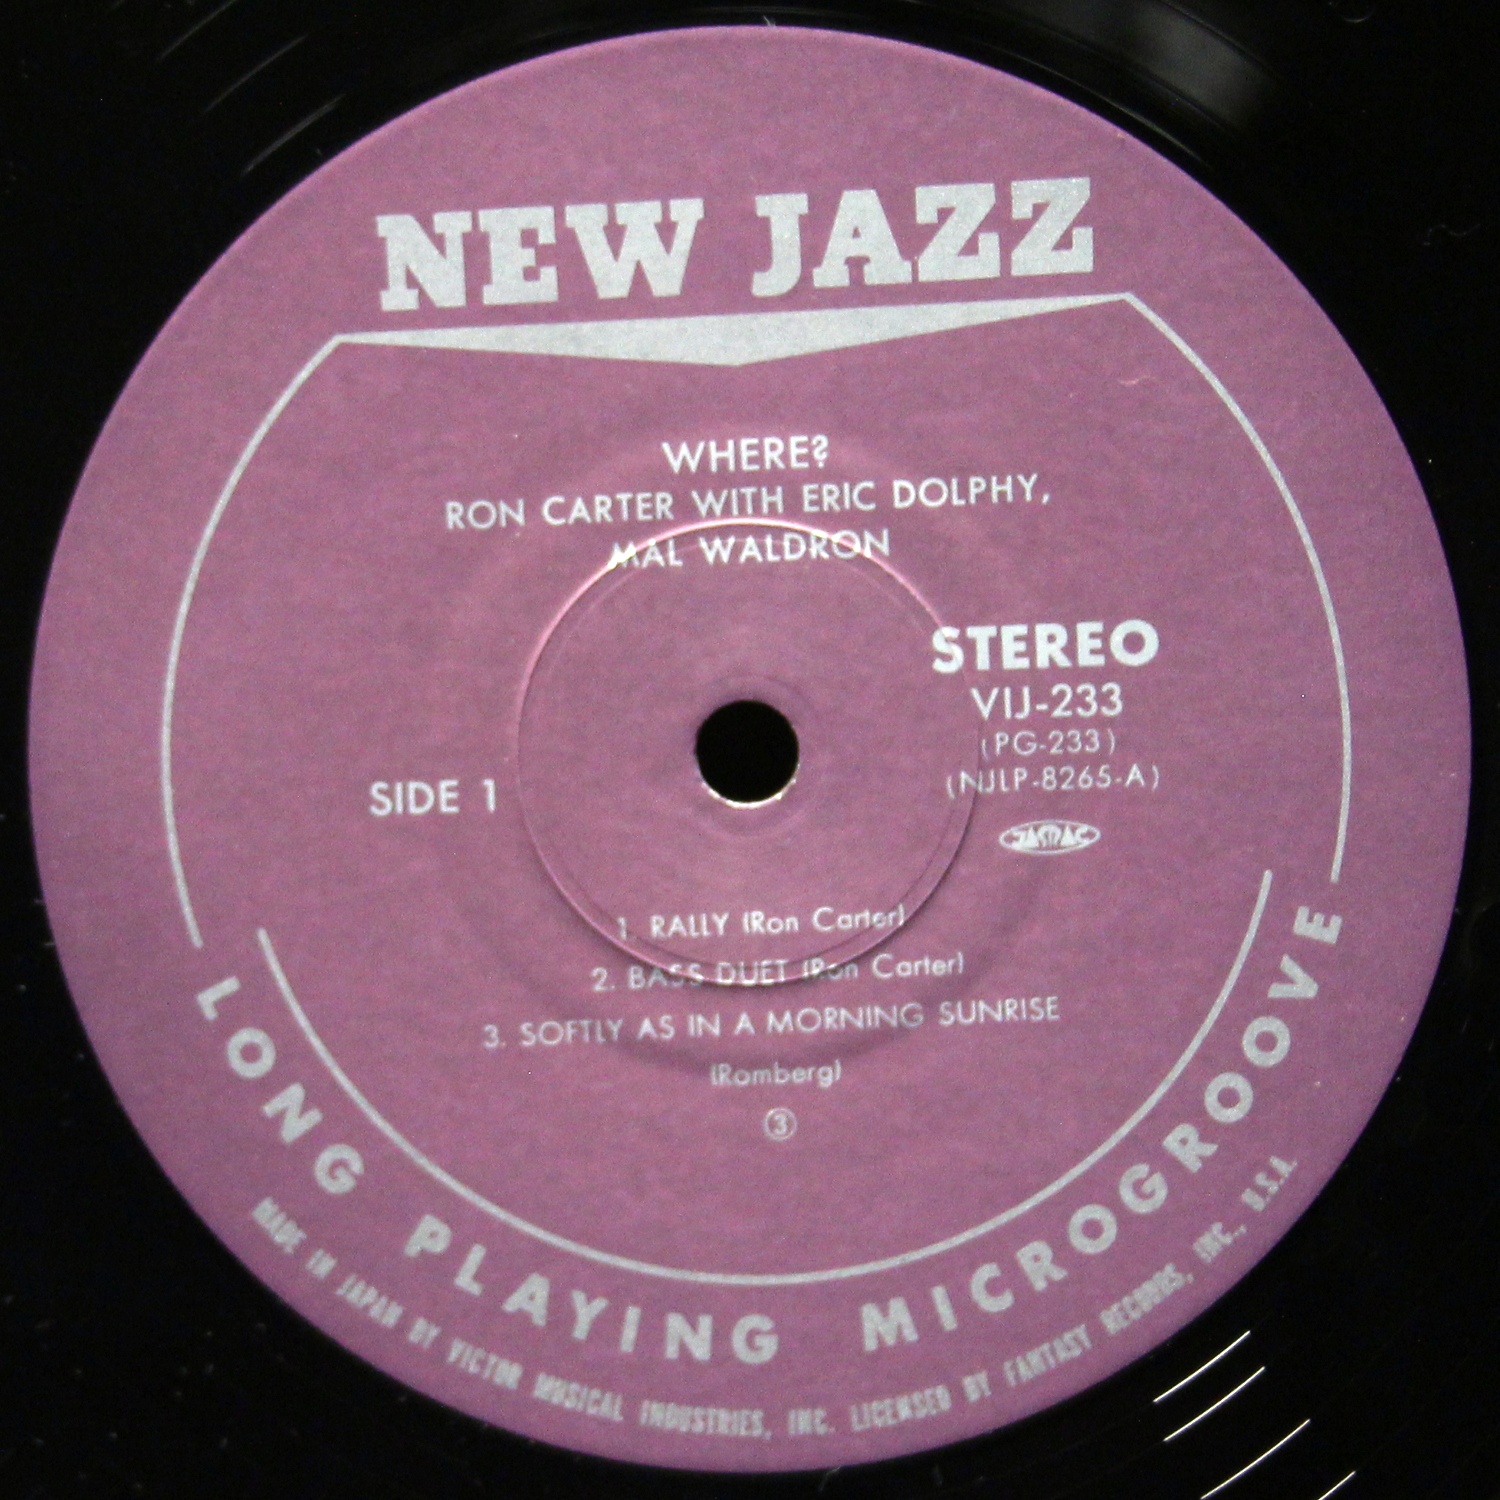 NEW JAZZ
WHERE?
RON CARTER WITH ERIC DOLPHY,
MAL WALDRON
STEREO
VIJ-233
(PG-233)
(NJLP-8265-A)
JASRAC
SIDE 1
1. RALLY (Ron Carter)
2. BASS DUET (Ron Carter)
3. SOFTLY AS IN A MORNING SUNRISE
(Romberg)
③
LONG PLAYING MICROGROOVE
MADE IN JAPAN BY VICTOR MUSICAL INDUSTRIES, INC. LICENSED BY FANTASY RECORDS, INC., U.S.A.